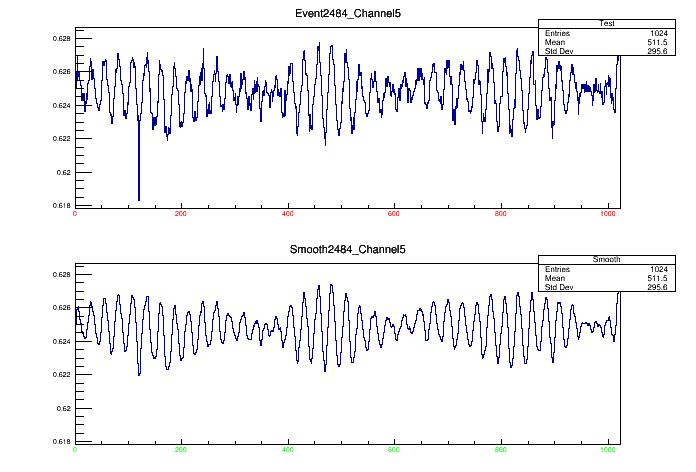 Event2484_Channel5
Test
Entries 1024
Mean 511.5
Std Dev 295.6
0.628
0.626
0.624
0.622
0.62
0.618
0 200 400 600 800 1000
Smooth2484_Channel5
Smooth
Entries 1024
Mean 511.5
Std Dev 295.6
0.628
0.626
0.624
0.622
0.62
0.618
0 200 400 600 800 1000